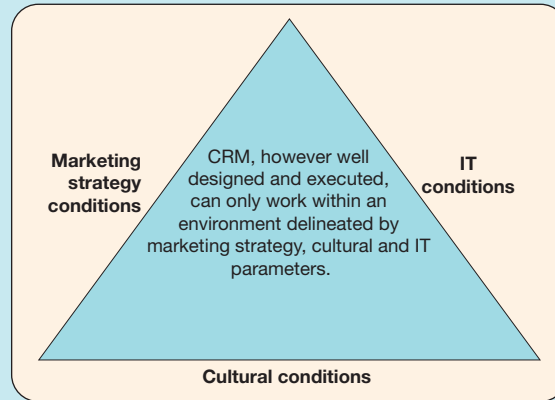 Marketing
strategy
conditions
CRM, however well
designed and executed,
can only work within an
environment delineated by
marketing strategy, cultural and IT
parameters.
IT
conditions
Cultural conditions